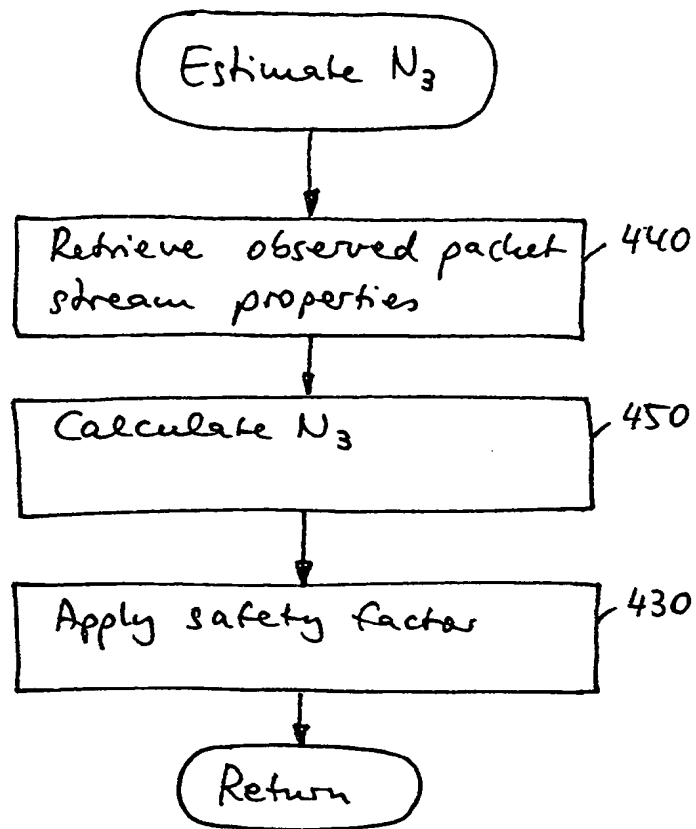 Estimate N₃
Retrieve observed packet
stream properties
440
Calculate N₃
450
Apply safety factor
430
Return